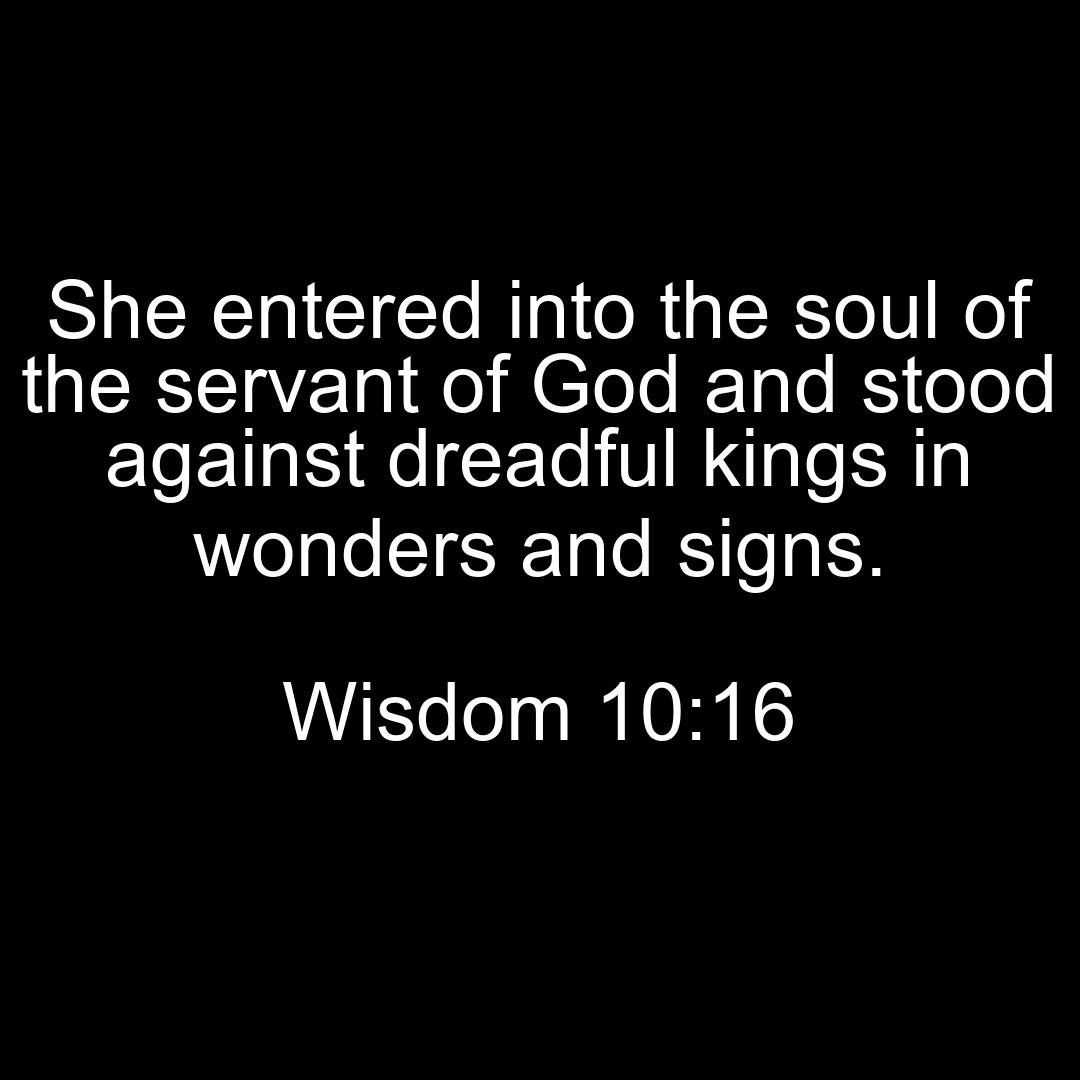 She entered into the soul of
the servant of God and stood
against dreadful kings in
wonders and signs.
Wisdom 10:16